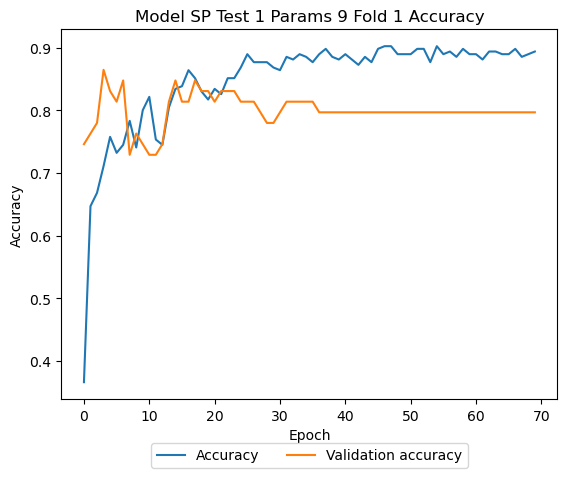 Model SP Test 1 Params 9 Fold 1 Accuracy
0.9
0.8
0.7
0.6
0.5
0.4
Accuracy
0 10 20 30 40 50 60 70
Epoch
Accuracy Validation accuracy